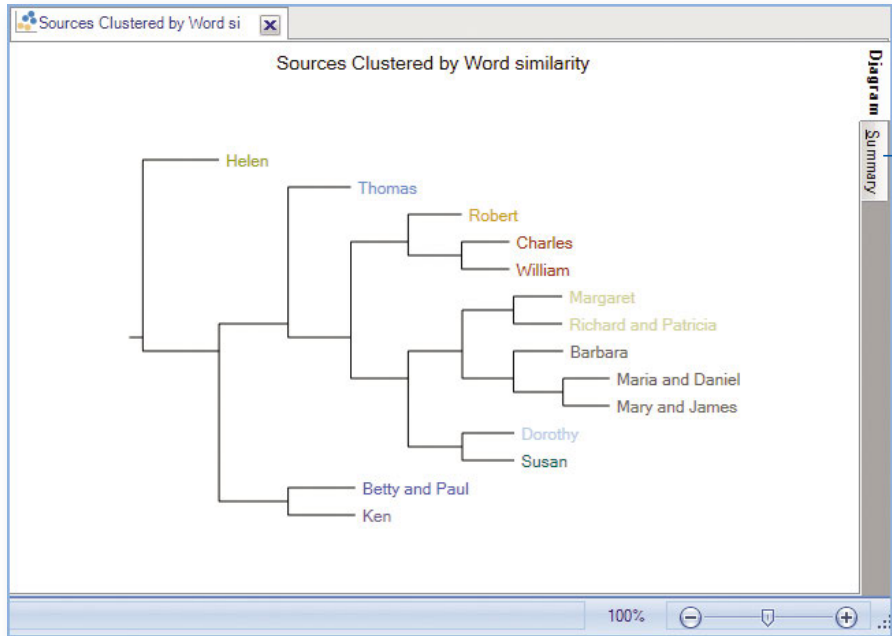 Sources Clustered by Word si
Sources Clustered by Word similarity
Diagram
Summary
Helen
Thomas
Robert
Charles
William
Margaret
Richard and Patricia
Barbara
Maria and Daniel
Mary and James
Dorothy
Susan
Betty and Paul
Ken
100%